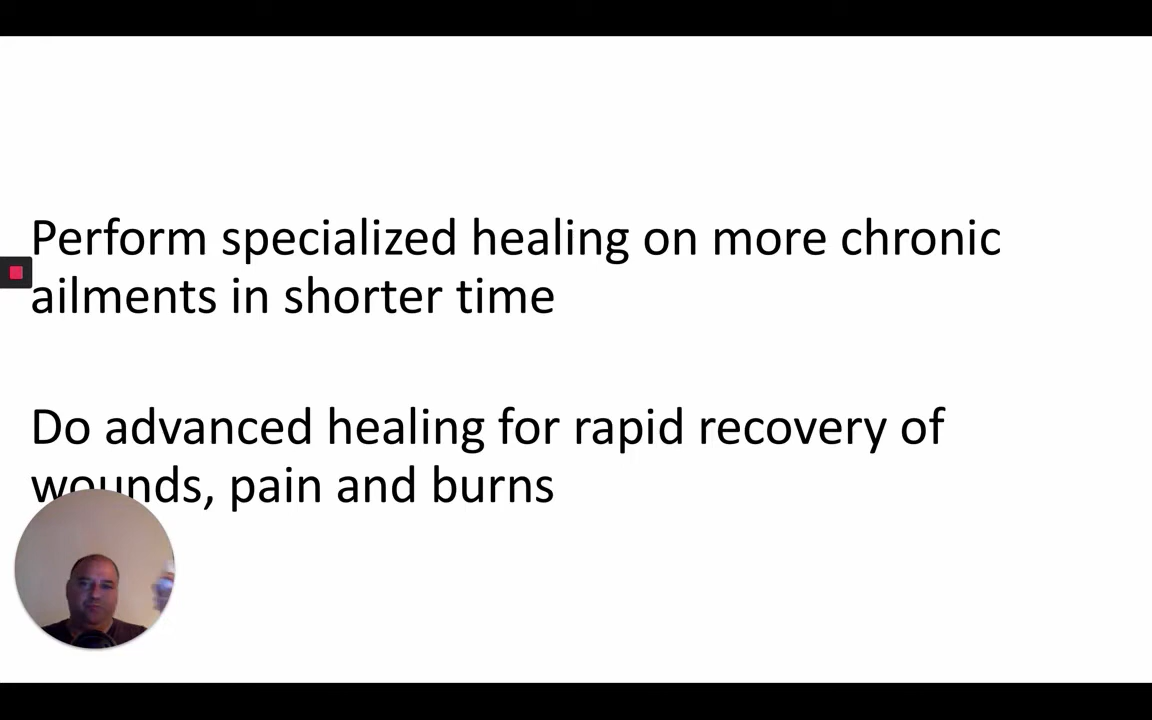 Perform specialized healing on more chronic
ailments in shorter time
Do advanced healing for rapid recovery of
wounds, pain and burns